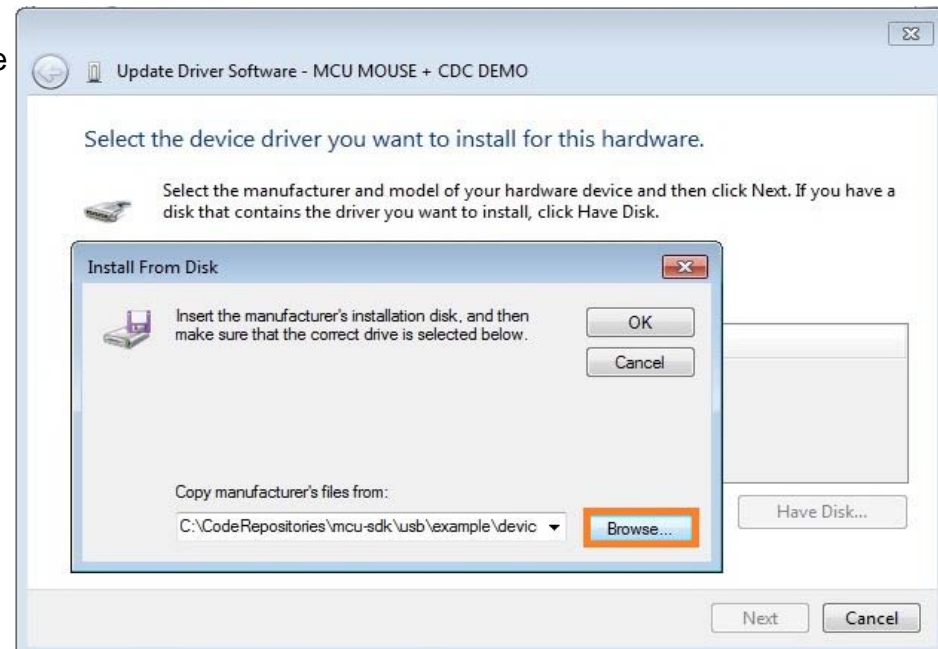 e
Update Driver Software - MCU MOUSE + CDC DEMO
Select the device driver you want to install for this hardware.
Select the manufacturer and model of your hardware device and then click Next. If you have a
disk that contains the driver you want to install, click Have Disk.
Install From Disk
Insert the manufacturer's installation disk, and then
make sure that the correct drive is selected below.
OK
Cancel
Copy manufacturer's files from:
C:\CodeRepositories\mcu-sdk\usb\example\devic
Browse...
Have Disk...
Next
Cancel